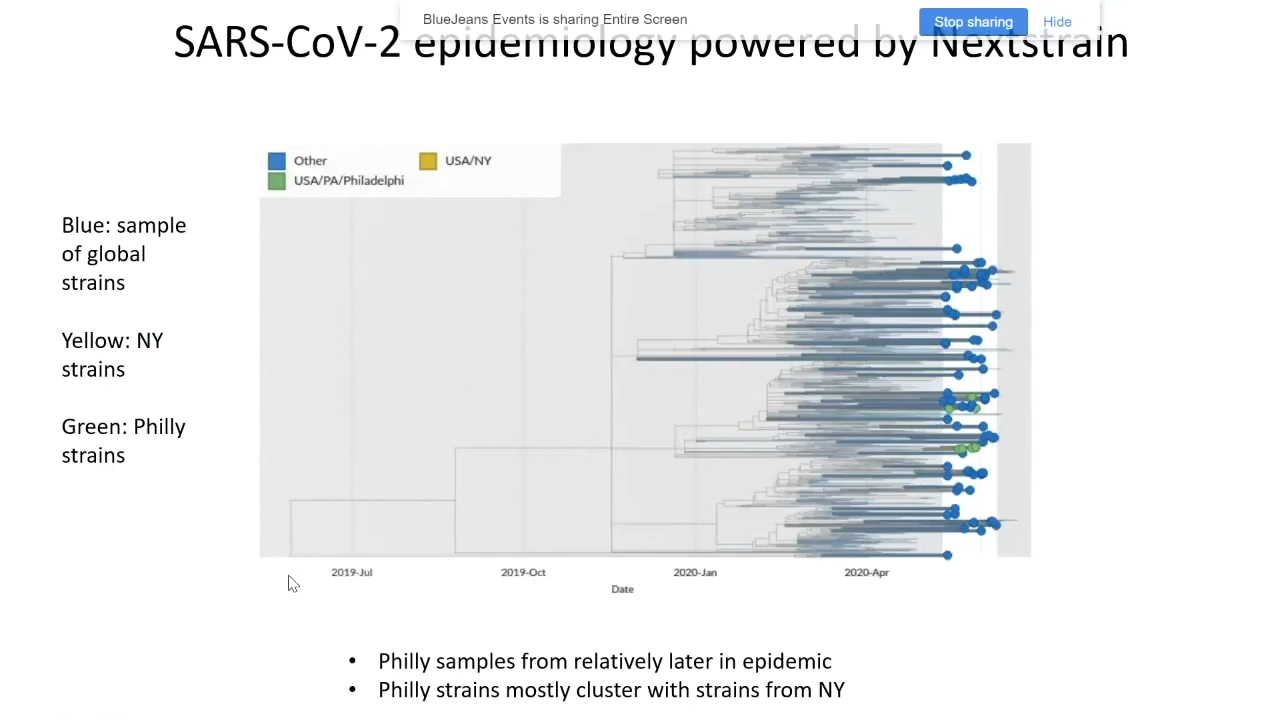 BlueJeans Events is sharing Entire Screen
Stop sharing
Hide
SARS-CoV-2 epidemiology powered by Nextstrain
Other
USA/NY
USA/PA/Philadelphi
Blue: sample
of global
strains
Yellow: NY
strains
Green: Philly
strains
2019-Jul
2019-Oct
2020-Jan
2020-Apr
Date
• Philly samples from relatively later in epidemic
• Philly strains mostly cluster with strains from NY